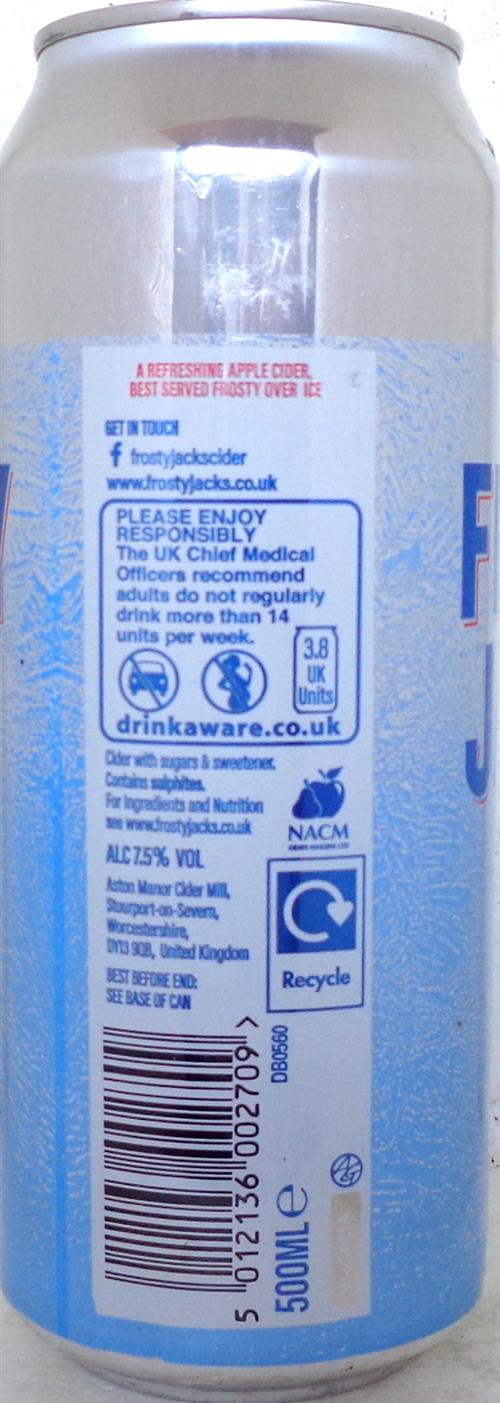 A REFRESHING APPLE CIDER,
BEST SERVED FROSTY OVER ICE
GET IN TOUCH
f frostyjackscider
www.frostyjacks.co.uk
PLEASE ENJOY
RESPONSIBLY
The UK Chief Medical
Officers recommend
adults do not regularly
drink more than 14
units per week.
3.8
UK
Units
drinkaware.co.uk
Cider with sugars & sweetener.
Contains sulphites.
For Ingredients and Nutrition
see www.frostyjacks.co.uk
NACM
ALC 7.5% VOL
Aston Manor Cider Mill,
Stourport-on-Severn,
Worcestershire,
DY13 9QB, United Kingdom
BEST BEFORE END:
SEE BASE OF CAN
Recycle
5 012136 002709 >
DB0560
500ML e